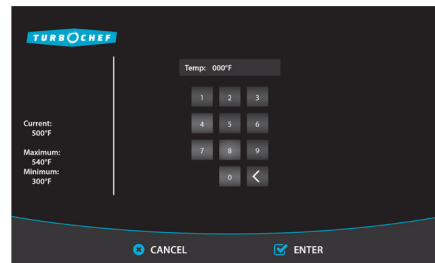 TURBOCHEF
Temp: 000°F
1 2 3
4 5 6
7 8 9
0 <
Current:
500°F
Maximum:
540°F
Minimum:
300°F
CANCEL ENTER